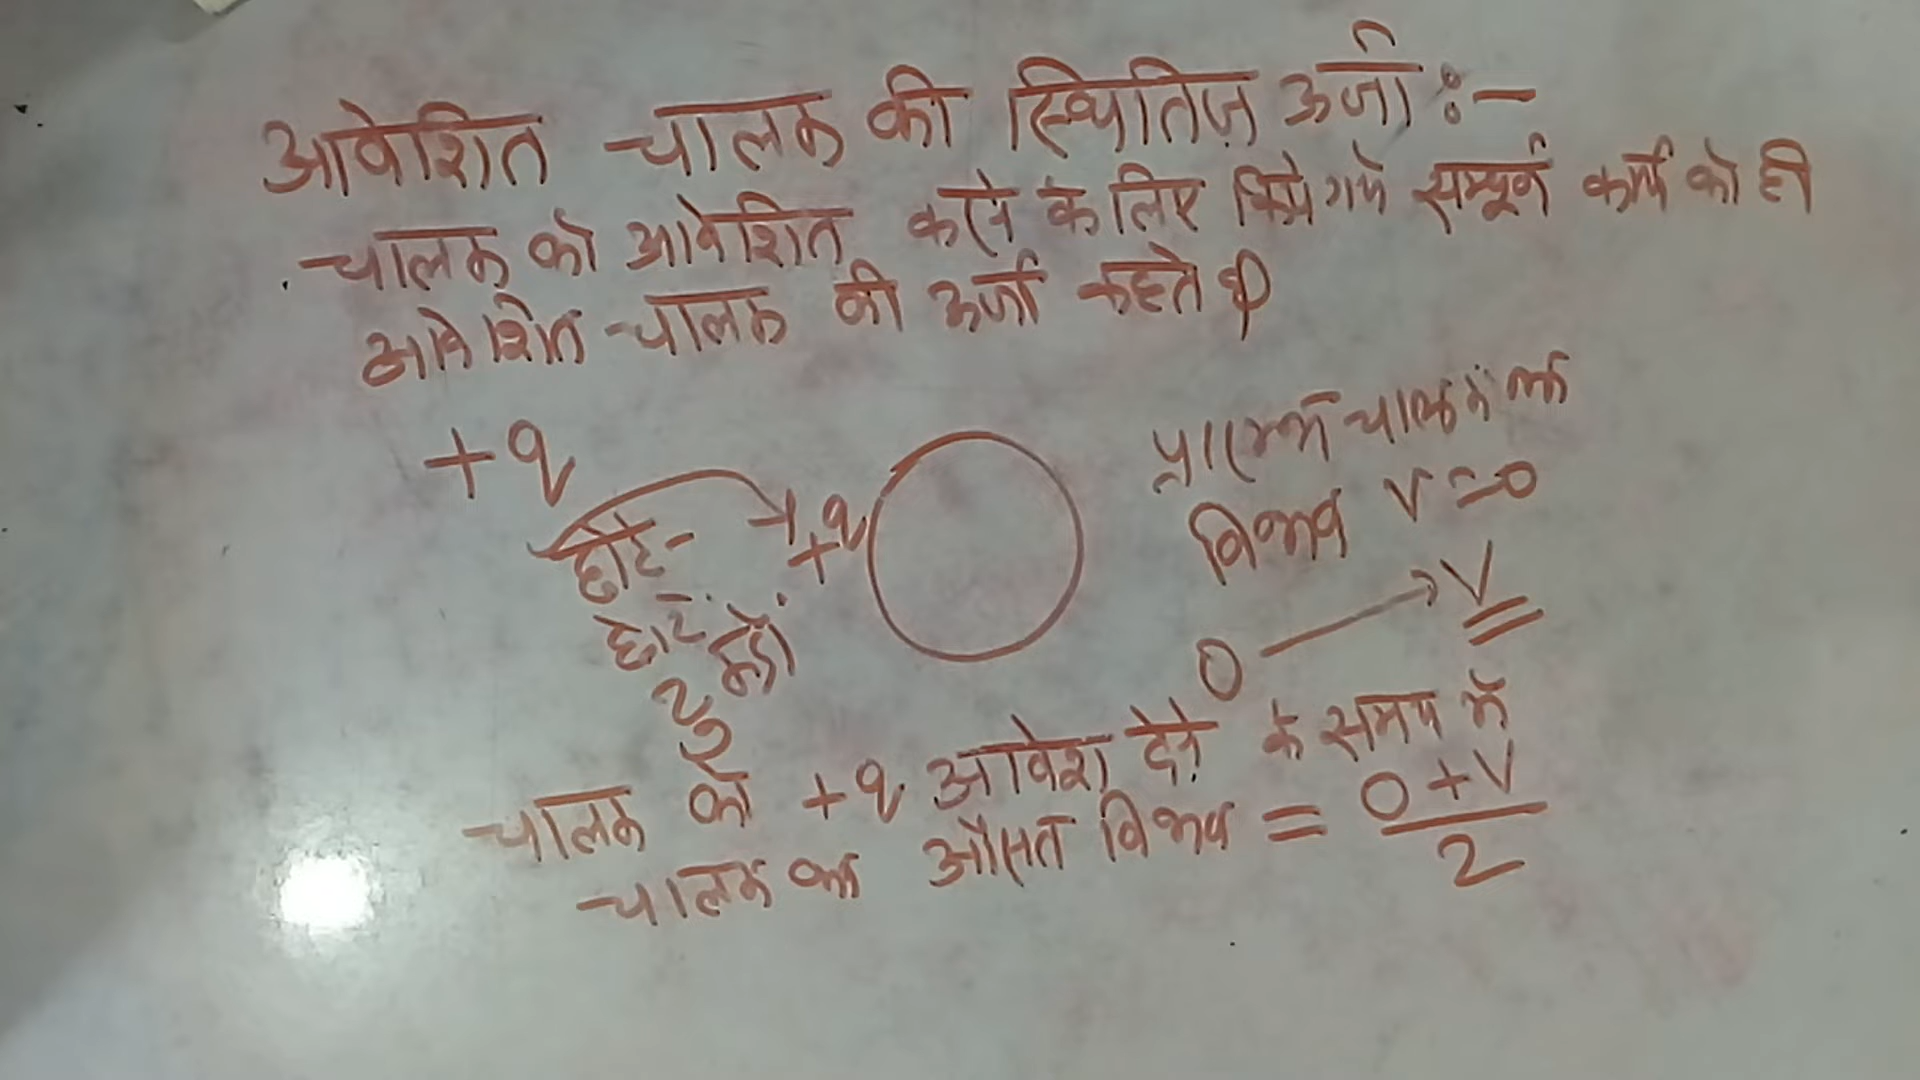 आवेशित चालक की स्थितिज़ ऊर्जा :-
चालक को आवेशित करने के लिए किये गये सम्पूर्ण कार्य को ही
आवेशित चालक की ऊर्जा कहते है
+q
+q
छोटे-
छोटे
टुकड़ों
प्रारम्भ चालक का
विभव V = 0
0 → V
चालक को +q आवेश देने के समय में
चालक का औसत विभव = 0 + V / 2